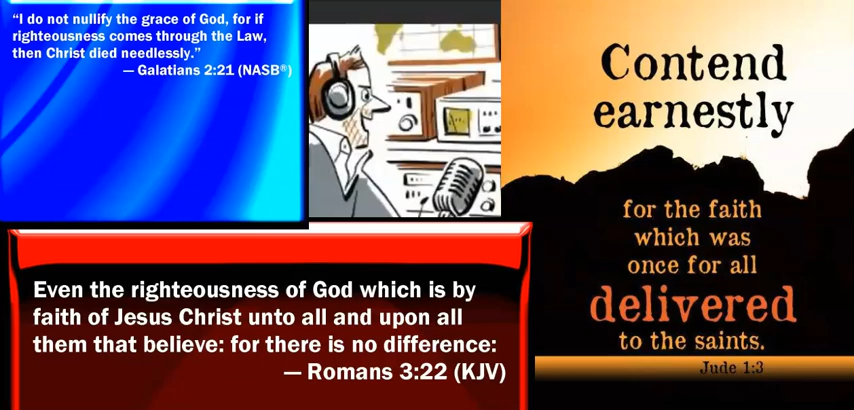 “I do not nullify the grace of God, for if
righteousness comes through the Law,
then Christ died needlessly.”
— Galatians 2:21 (NASB®)
Contend
earnestly
for the faith
which was
once for all
delivered
to the saints.
Jude 1:3
Even the righteousness of God which is by
faith of Jesus Christ unto all and upon all
them that believe: for there is no difference:
— Romans 3:22 (KJV)